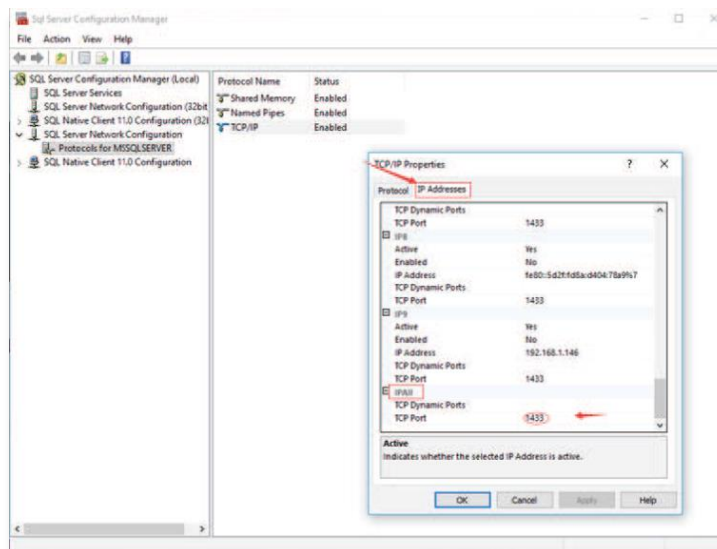 Sql Server Configuration Manager
File Action View Help
SQL Server Configuration Manager (Local)
SQL Server Services
SQL Server Network Configuration (32bit
SQL Native Client 11.0 Configuration (32
SQL Server Network Configuration
Protocols for MSSQLSERVER
SQL Native Client 11.0 Configuration
Protocol Name Status
Shared Memory Enabled
Named Pipes Enabled
TCP/IP Enabled
TCP/IP Properties
Protocol IP Addresses
TCP Dynamic Ports
TCP Port 1433
IP8
Active Yes
Enabled No
IP Address
TCP Dynamic Ports
TCP Port 1433
IP9
Active Yes
Enabled No
IP Address 192.168.1.146
TCP Dynamic Ports
TCP Port 1433
IPAll
TCP Dynamic Ports
TCP Port 1433
Active
Indicates whether the selected IP Address is active.
OK Cancel Apply Help